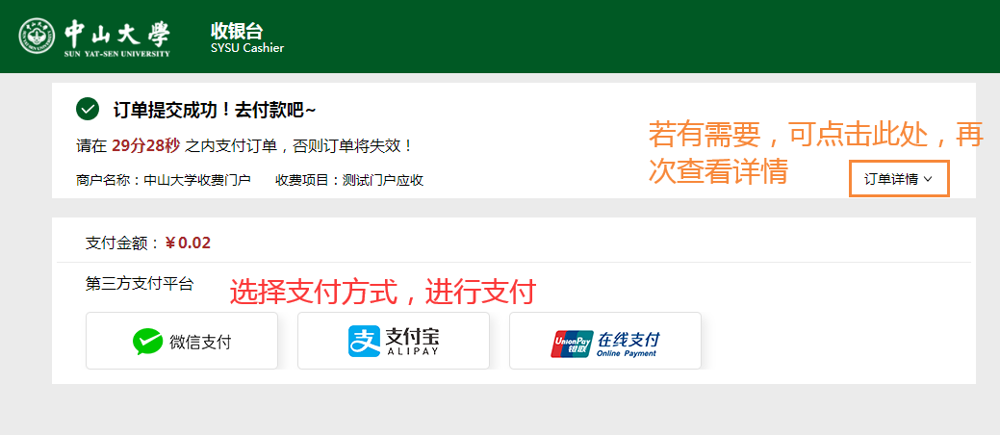 中山大學
SUN YAT-SEN UNIVERSITY
收银台
SYSU Cashier
订单提交成功！去付款吧~
请在 29分28秒 之内支付订单，否则订单将失效！
商户名称：中山大学收费门户 收费项目：测试门户应收
若有需要，可点击此处，再
次查看详情
订单详情
支付金额：￥0.02
第三方支付平台
选择支付方式，进行支付
微信支付
支 支付宝
ALIPAY
UnionPay
银联
在线支付
Online Payment